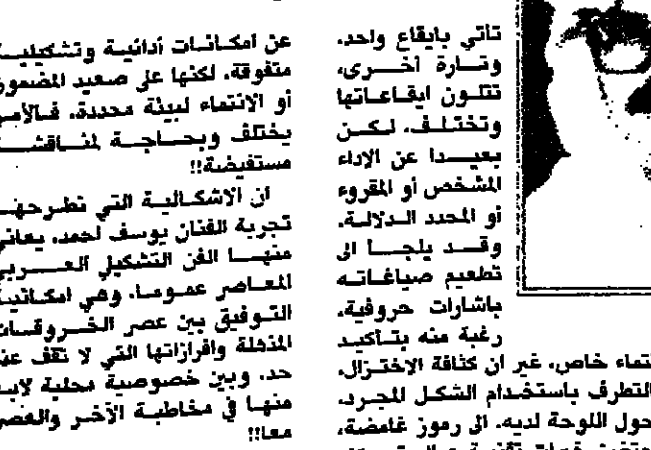 تأتي بايقاع واحد.
وتارة أخرى،
تتلون ايقاعاتها
وتختلف. لكن
بعيدا عن الإداء
المشخص أو المقروء
أو المحدد الدلالة.
وقد يلجأ الى
تطعيم صياغاته
باشارات حروفية.
رغبة منه بتأكيد
نتماء خاص. غير ان كثافة الاختزال.
التطرف باستخدام الشكل المجرد.
حول اللوحة لديه. الى رموز غامضة،
عن امكانات أدائية وتشكيلية
متفوقة. لكنها على صعيد المضمون
أو الانتماء لبيئة محددة. فالأمر
يختلف وبحاجة لمناقشة
مستفيضة!!
ان الاشكالية التي تطرحها
تجربة الفنان يوسف أحمد. يعاني
منها الفن التشكيلي العربي
المعاصر عموما. وهي امكانية
التوفيق بين عصر الخروقات
المذهلة وافرازاتها التي لا تقف عند
حد. وبين خصوصية محلية لابد
منها في مخاطبة الآخر والعصر
معا!!